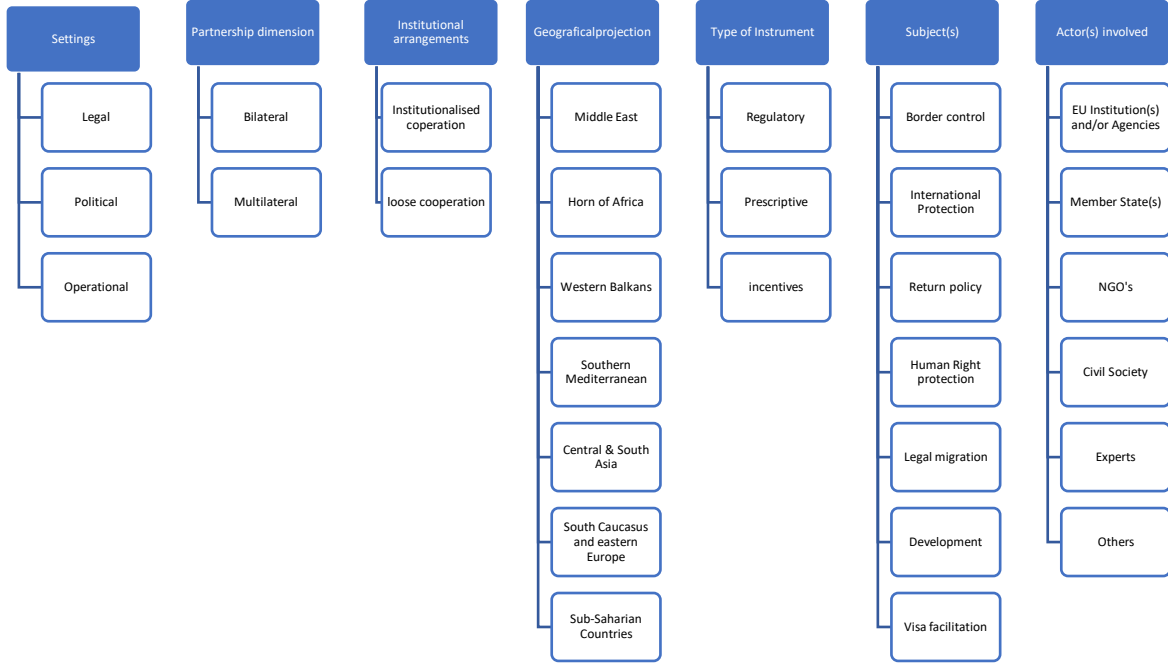 Settings
Legal
Political
Operational
Partnership dimension
Bilateral
Multilateral
Institutional
arrangements
Institutionalised
coperation
loose cooperation
Geograficalprojection
Middle East
Horn of Africa
Western Balkans
Southern
Mediterranean
Central & South
Asia
South Caucasus
and eastern
Europe
Sub-Saharian
Countries
Type of Instrument
Regulatory
Prescriptive
incentives
Subject(s)
Border control
International
Protection
Return policy
Human Right
protection
Legal migration
Development
Visa facilitation
Actor(s) involved
EU Institution(s)
and/or Agencies
Member State(s)
NGO's
Civil Society
Experts
Others